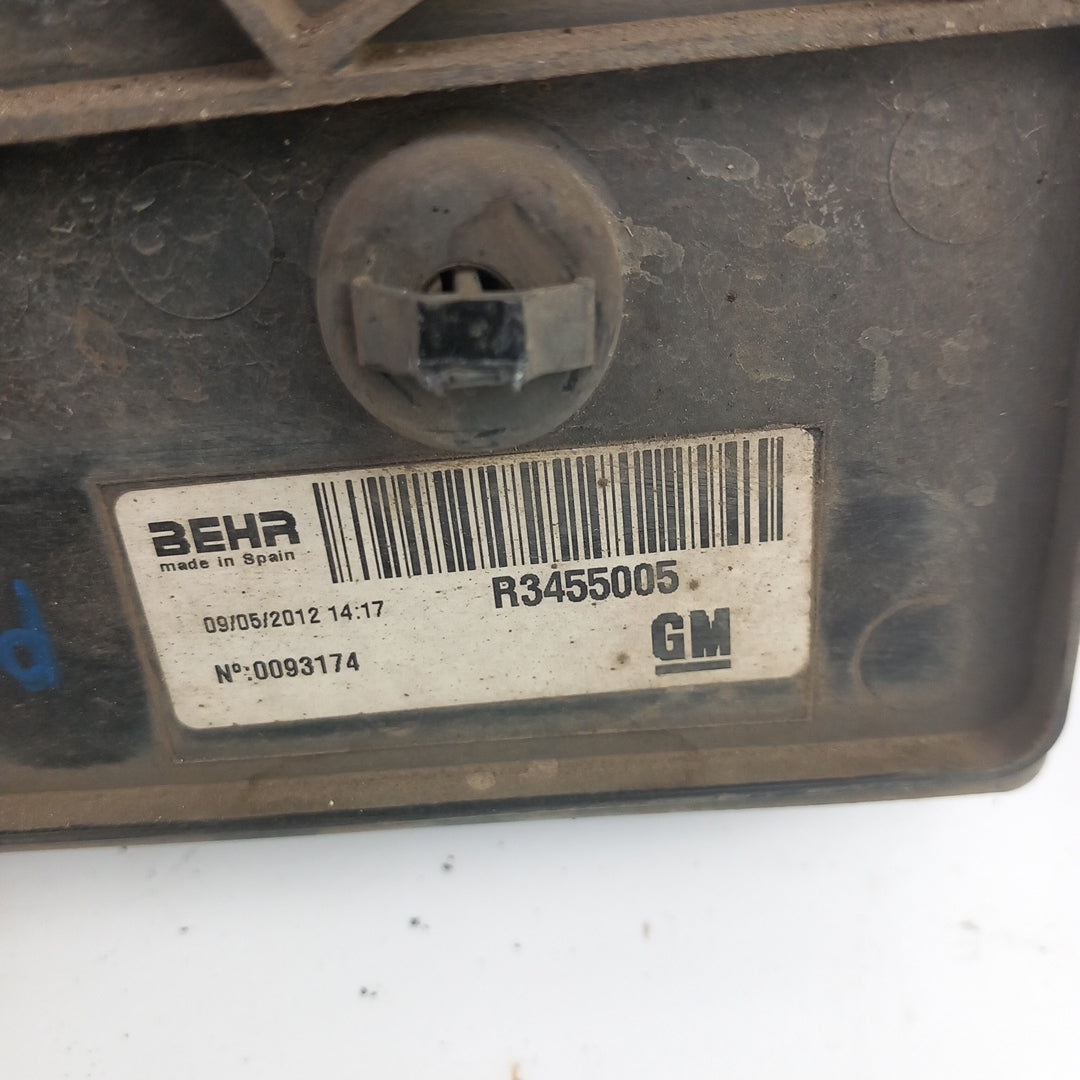 BEHR
made in Spain
R3455005
09/05/2012 14:17
GM
Nº:0093174
d